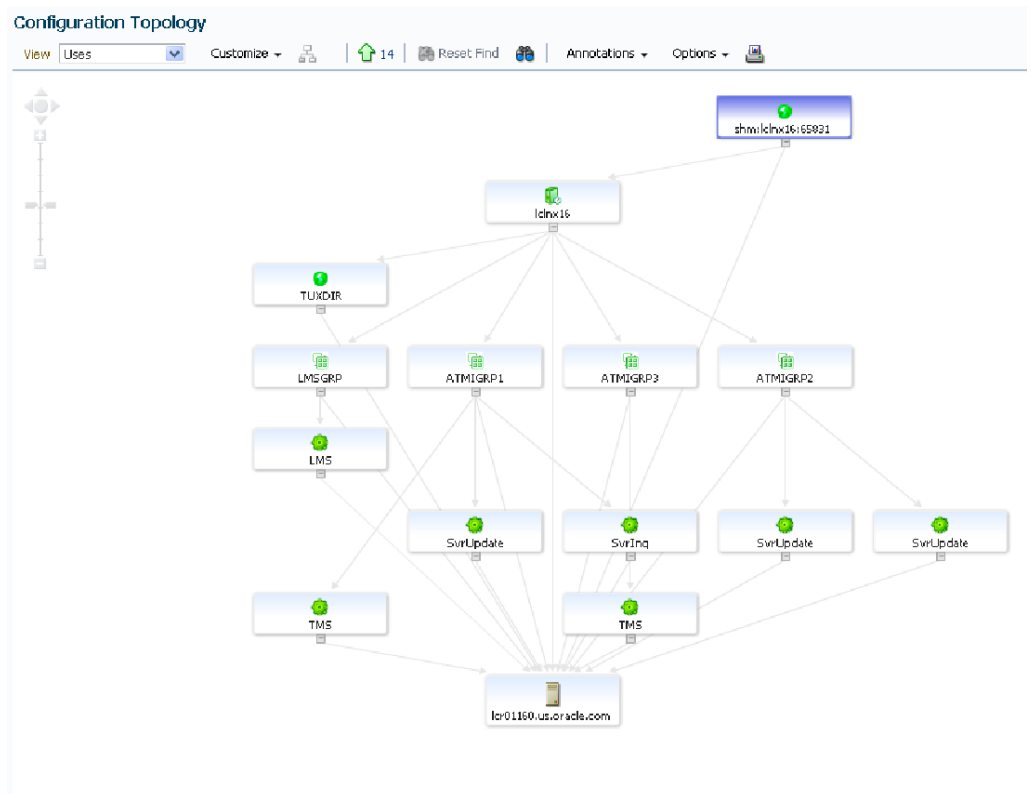 Configuration Topology
View Uses Customize 14 Reset Find Annotations Options
shm:lclnx16:65831
lclnx16
TUXDIR
LMSGRP ATMIGRP1 ATMIGRP3 ATMIGRP2
LMS
SvrUpdate SvrInq SvrUpdate SvrUpdate
TMS TMS
lcr01160.us.oracle.com